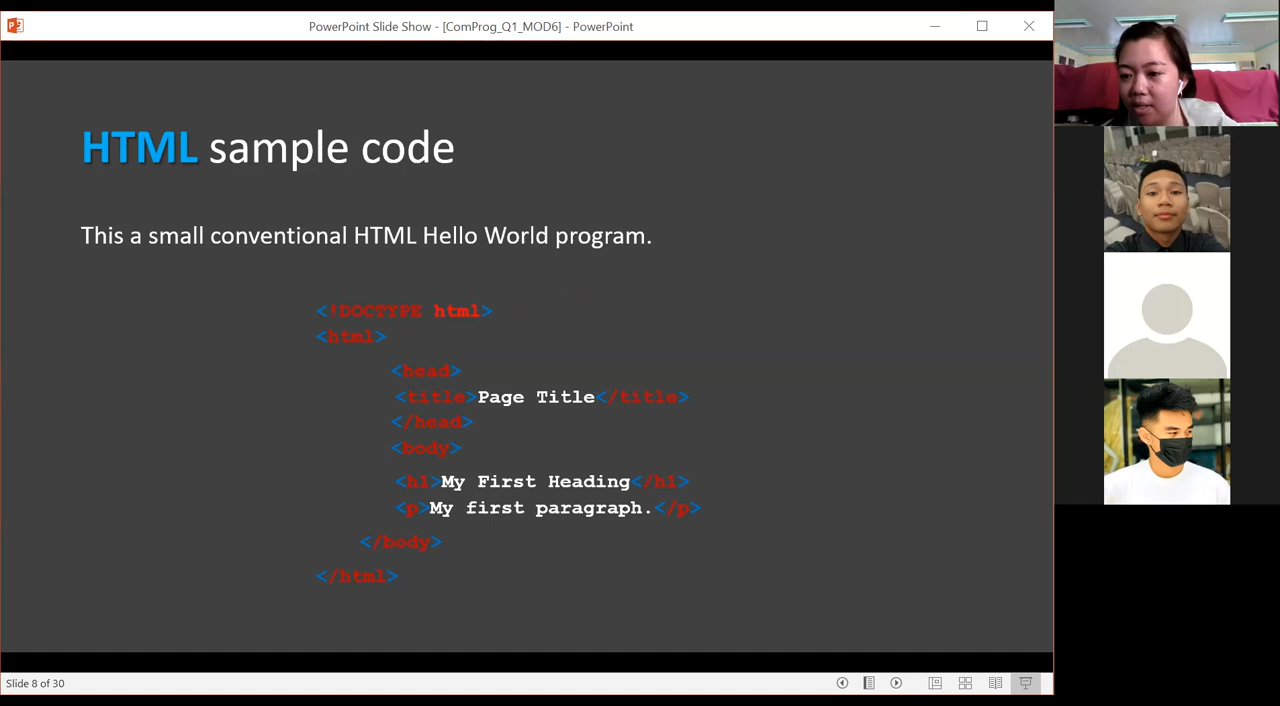 PowerPoint Slide Show - [ComProg_Q1_MOD6] - PowerPoint
HTML sample code
This a small conventional HTML Hello World program.
<!DOCTYPE html>
<html>
<head>
<title>Page Title</title>
</head>
<body>
<h1>My First Heading</h1>
<p>My first paragraph.</p>
</body>
</html>
Slide 8 of 30